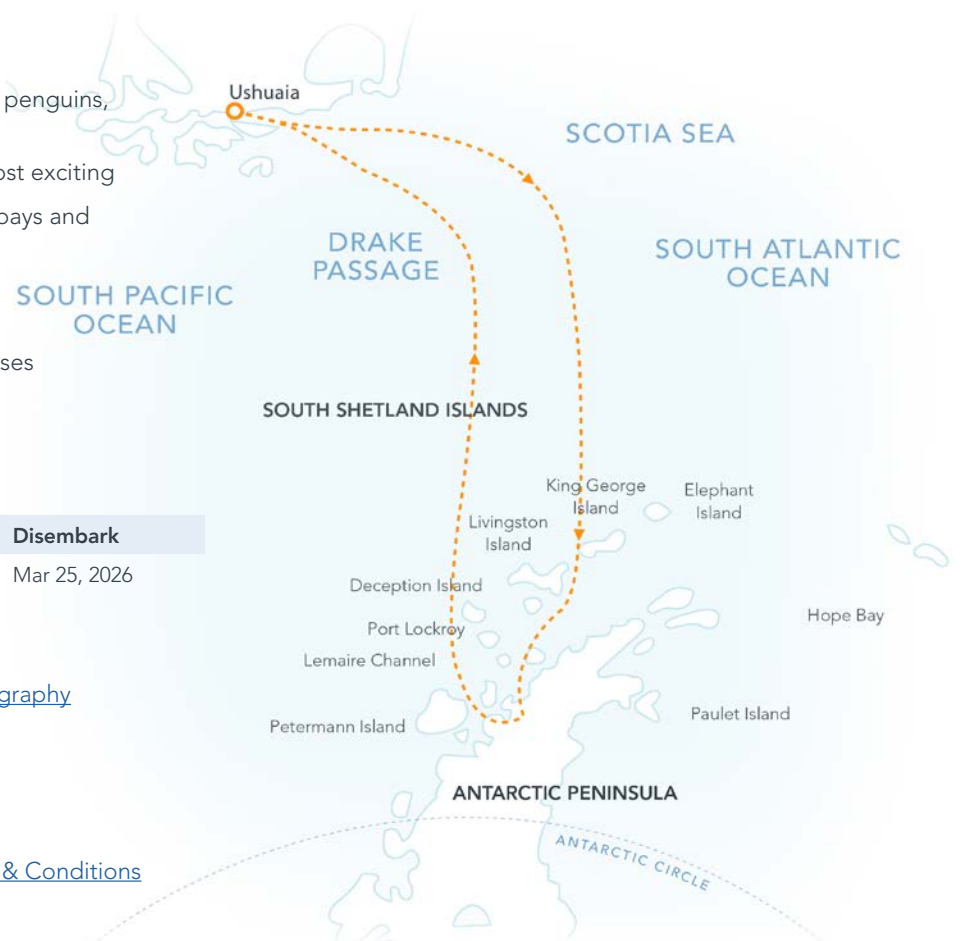 penguins,
ost exciting
bays and
ses
Disembark
Mar 25, 2026
graphy
& Conditions
Ushuaia
SCOTIA SEA
DRAKE
PASSAGE
SOUTH ATLANTIC
OCEAN
SOUTH PACIFIC
OCEAN
SOUTH SHETLAND ISLANDS
King George
Island
Elephant
Island
Livingston
Island
Deception Island
Port Lockroy
Hope Bay
Lemaire Channel
Petermann Island
Paulet Island
ANTARCTIC PENINSULA
ANTARCTIC CIRCLE